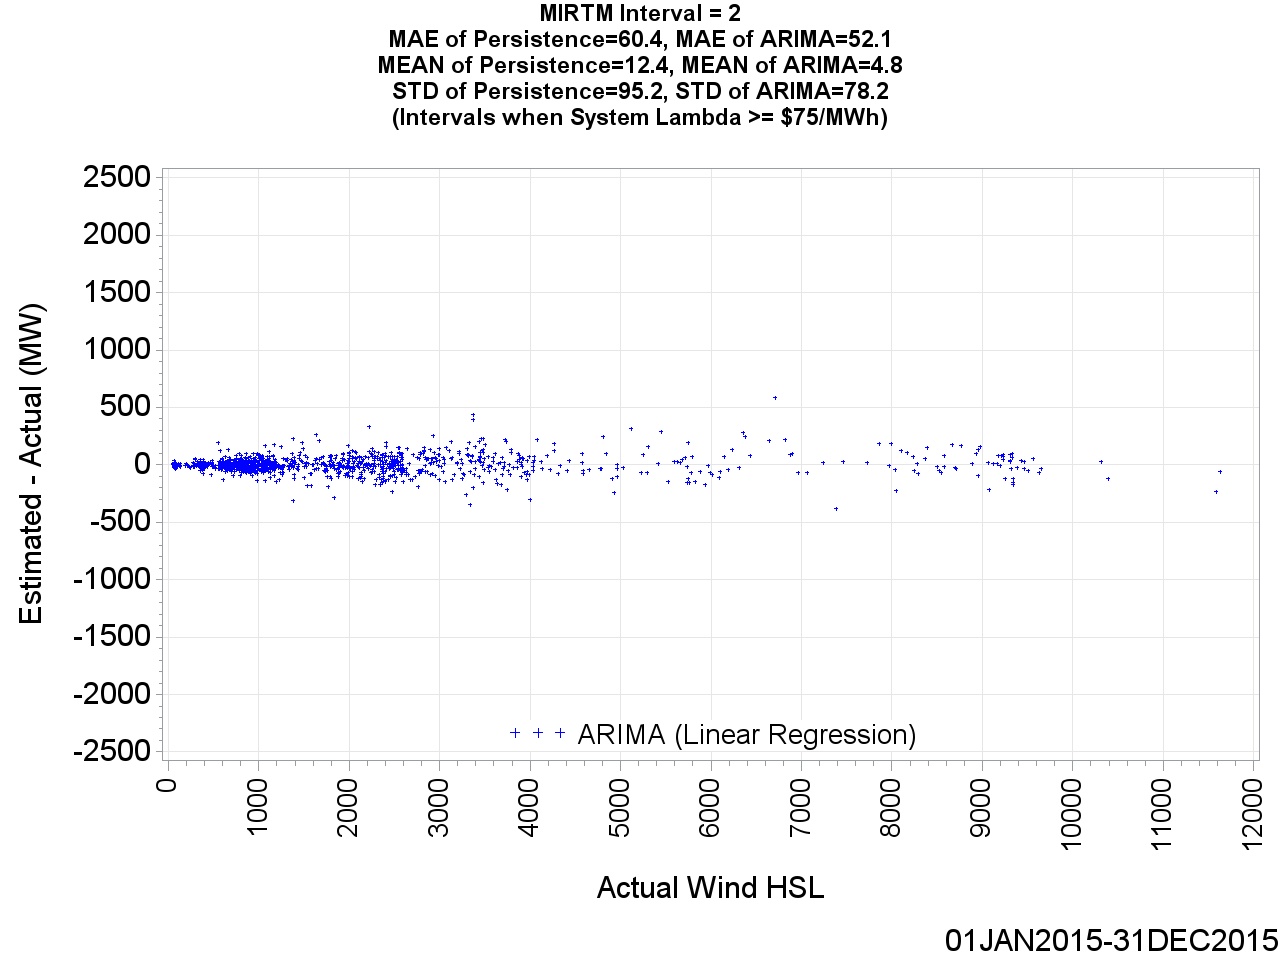 MIRTM Interval = 2
MAE of Persistence=60.4, MAE of ARIMA=52.1
MEAN of Persistence=12.4, MEAN of ARIMA=4.8
STD of Persistence=95.2, STD of ARIMA=78.2
(Intervals when System Lambda >= $75/MWh)
Estimated - Actual (MW)
2500
2000
1500
1000
500
0
-500
-1000
-1500
-2000
-2500
ARIMA (Linear Regression)
0
1000
2000
3000
4000
5000
6000
7000
8000
9000
10000
11000
12000
Actual Wind HSL
01JAN2015-31DEC2015